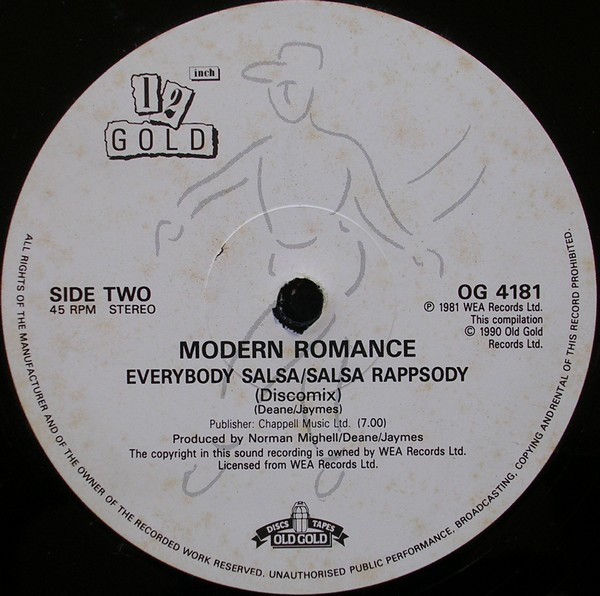 inch
12
GOLD
SIDE TWO
45 RPM STEREO
OG 4181
℗ 1981 WEA Records Ltd.
This compilation
© 1990 Old Gold
Records Ltd.
MODERN ROMANCE
EVERYBODY SALSA/SALSA RAPPSODY
(Discomix)
(Deane/Jaymes)
Publisher: Chappell Music Ltd. (7.00)
Produced by Norman Mighell/Deane/Jaymes
The copyright in this sound recording is owned by WEA Records Ltd.
Licensed from WEA Records Ltd.
DISCS TAPES
OLD GOLD
ALL RIGHTS OF THE MANUFACTURER AND OF THE OWNER OF THE RECORDED WORK RESERVED. UNAUTHORISED PUBLIC PERFORMANCE, BROADCASTING, COPYING AND RENTAL OF THIS RECORD PROHIBITED.